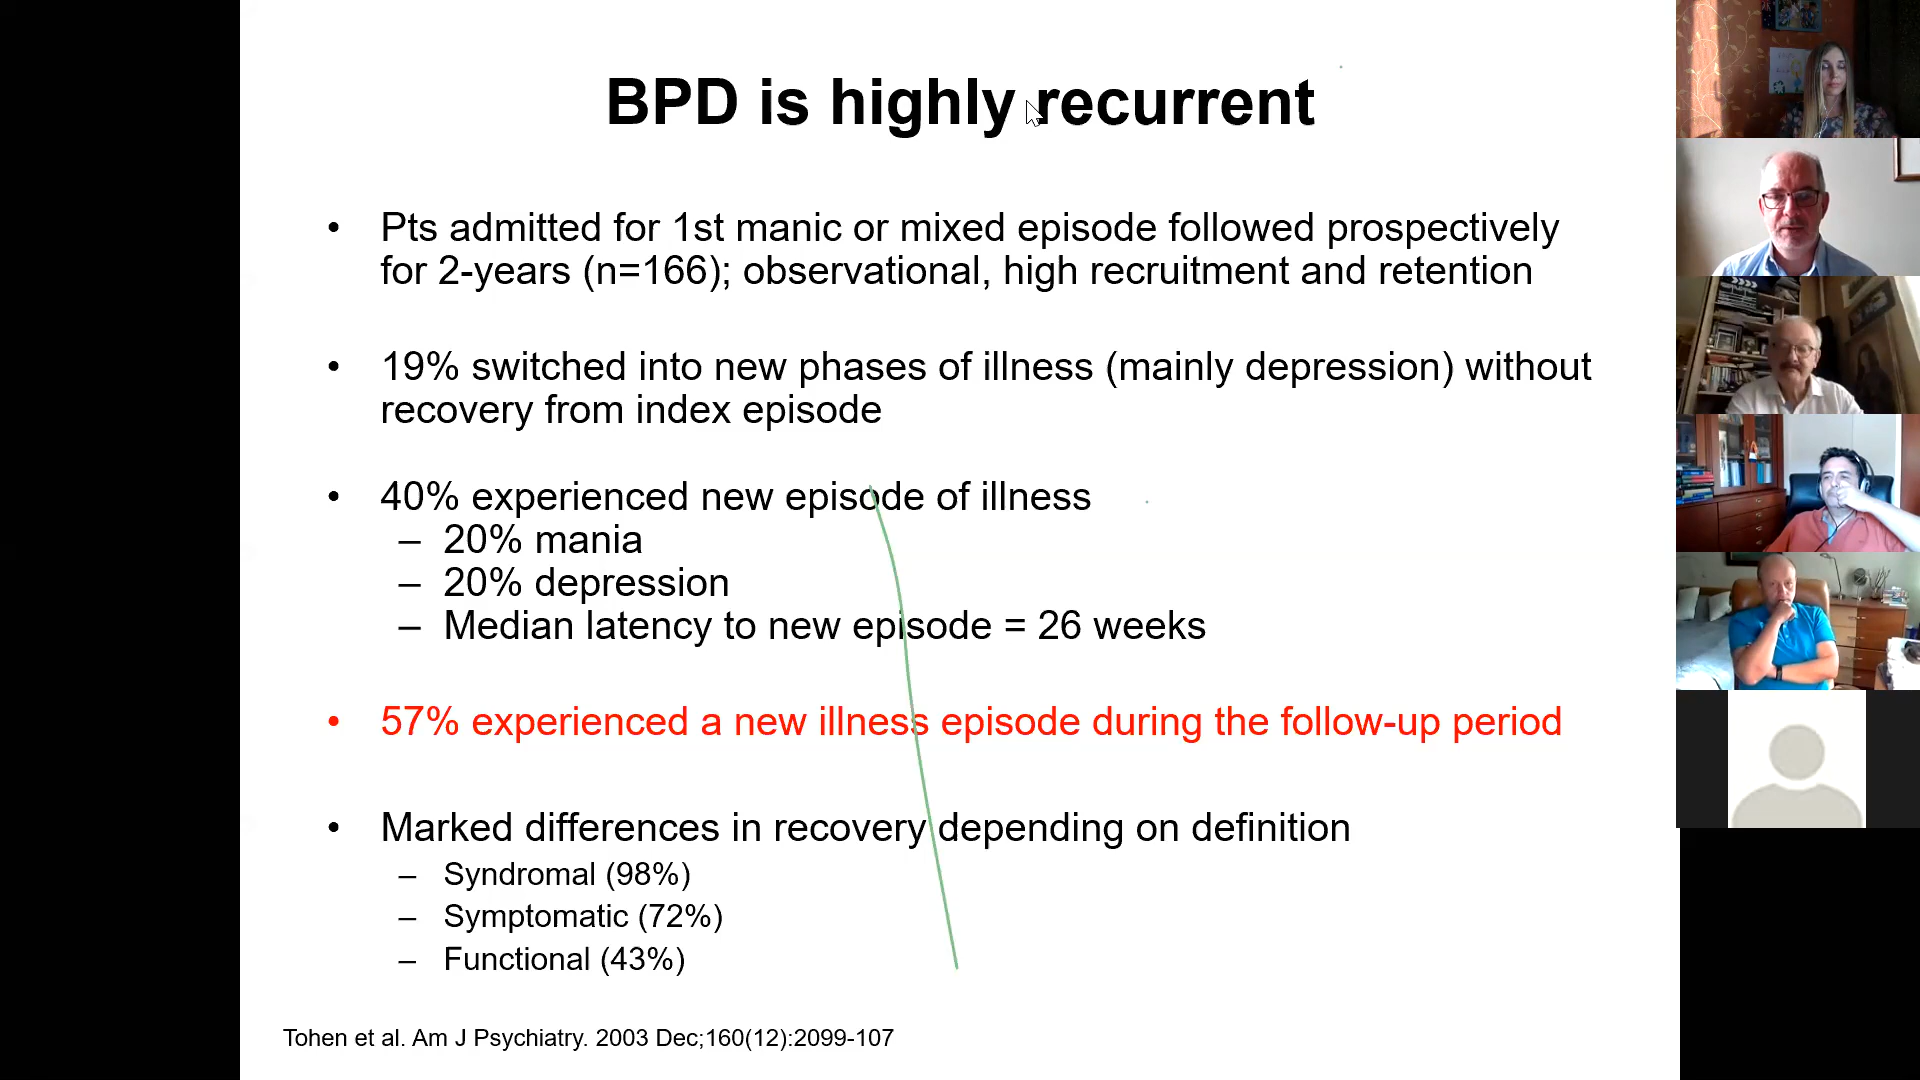 BPD is highly recurrent
• Pts admitted for 1st manic or mixed episode followed prospectively
for 2-years (n=166); observational, high recruitment and retention
• 19% switched into new phases of illness (mainly depression) without
recovery from index episode
• 40% experienced new episode of illness
– 20% mania
– 20% depression
– Median latency to new episode = 26 weeks
• 57% experienced a new illness episode during the follow-up period
• Marked differences in recovery depending on definition
– Syndromal (98%)
– Symptomatic (72%)
– Functional (43%)
Tohen et al. Am J Psychiatry. 2003 Dec;160(12):2099-107